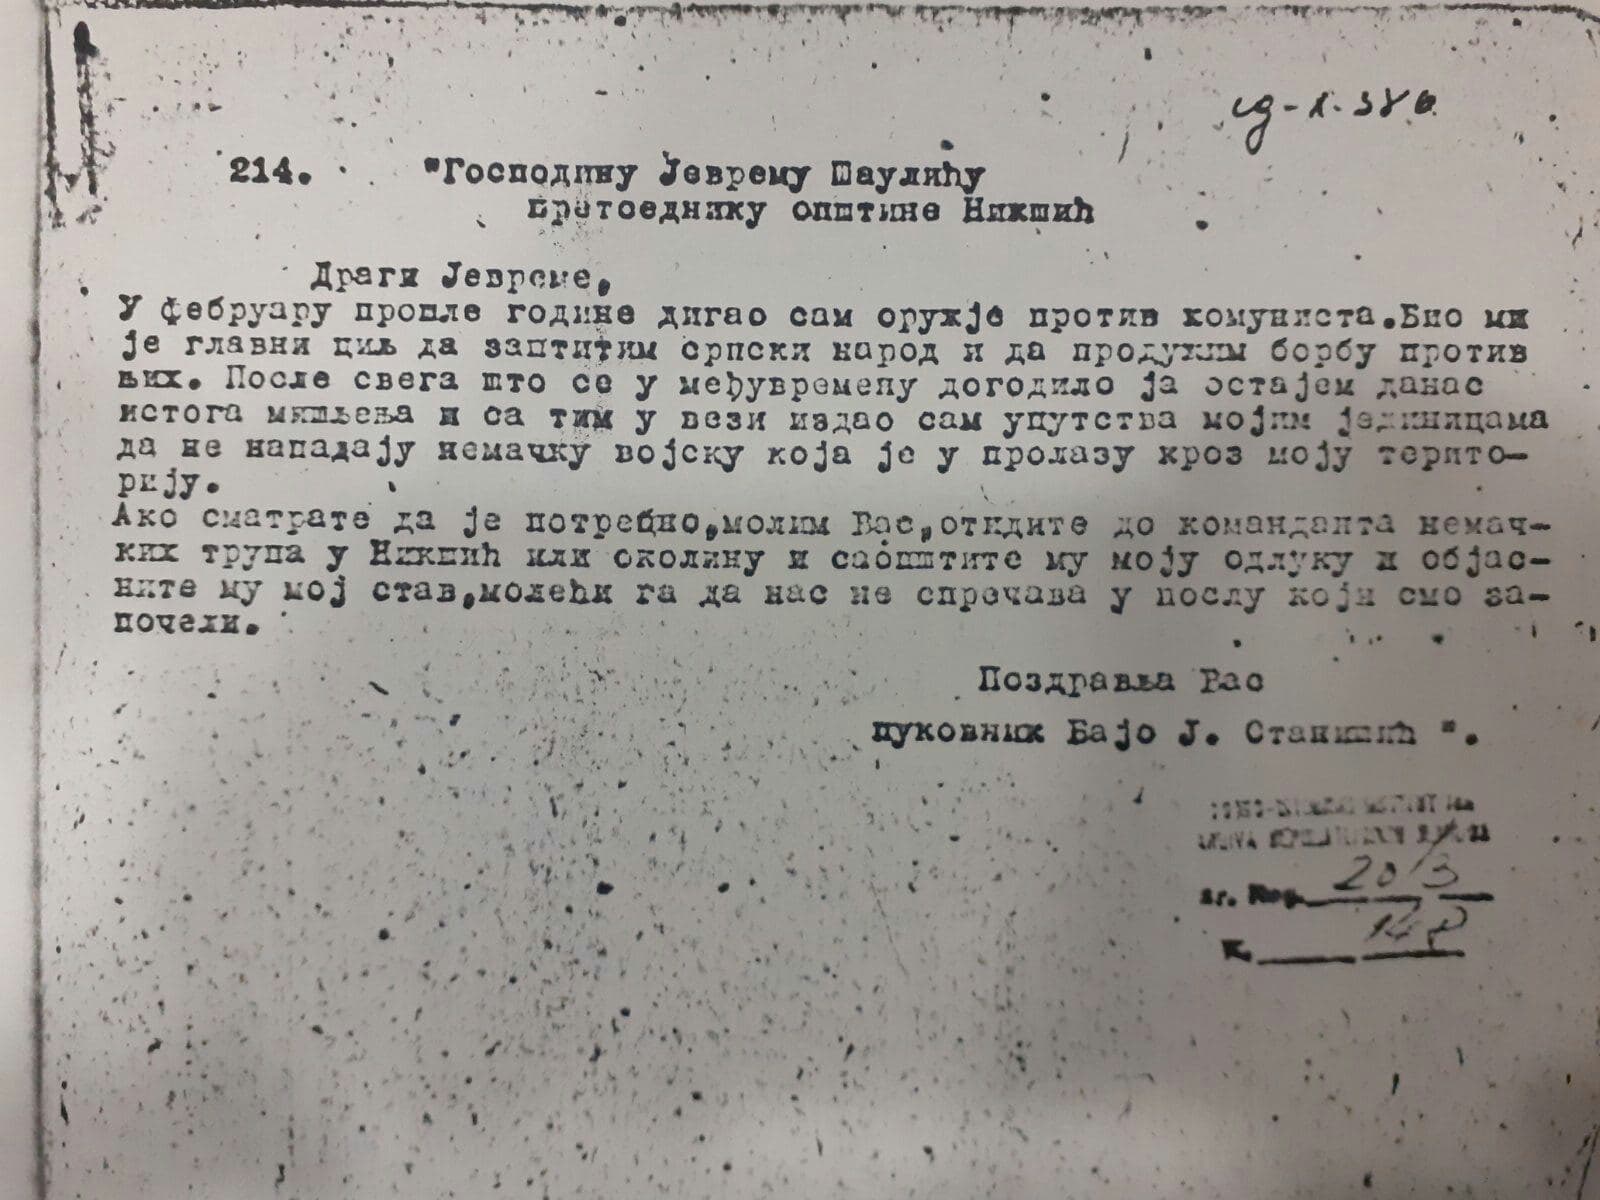 214. "Господину Јеврему Шаулићу
претседнику општине Никшић
Драги Јевреме,
У фебруару прошле године дигао сам оружје против комуниста.Био ми
је главни циљ да заштитим српски народ и да продужим борбу против
њих. После свега што се у међувремену догодило ја остајем данас
истога мишљења и са тим у вези издао сам упутства мојим јединицама
да не нападају немачку војску која је у пролазу кроз моју терито-
рију.
Ако сматрате да је потребно,молим Вас,отидите до команданта немач-
ких трупа у Никшић или околину и саопштите му моју одлуку и објас-
ните му мој став,молећи га да нас не спречава у послу који смо за-
почели.
Поздравља Вас
пуковник Бајо Ј. Станишић ".
br. Reg. 20/3
K. 142